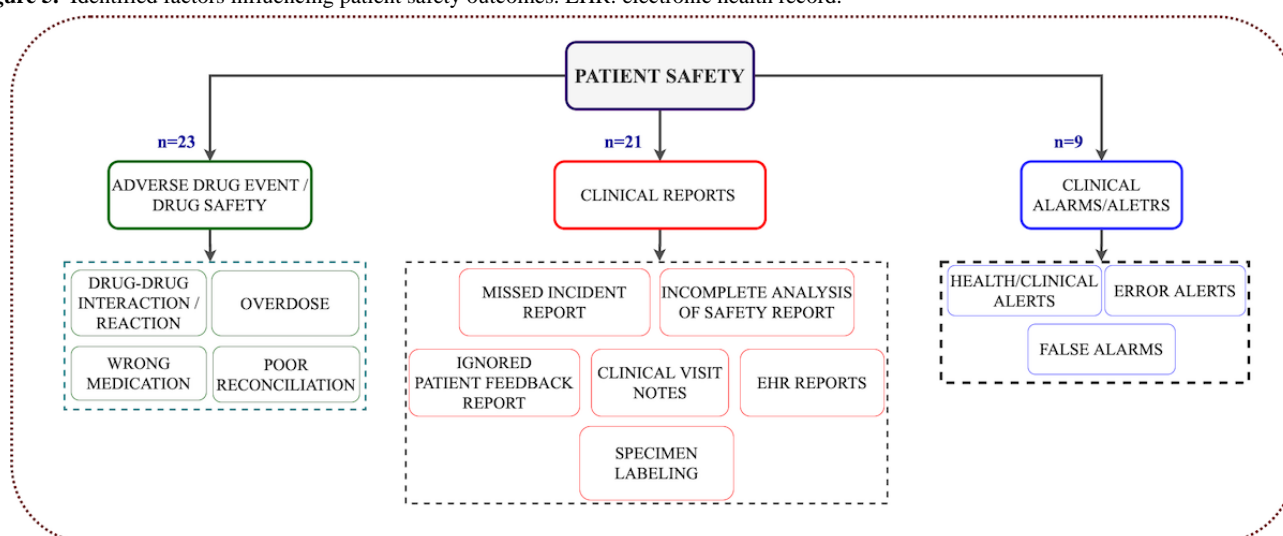 gure 3. Identified factors influencing patient safety outcomes. EHR: electronic health record.
PATIENT SAFETY
n=23
n=21
n=9
ADVERSE DRUG EVENT /
DRUG SAFETY
CLINICAL REPORTS
CLINICAL
ALARMS/ALETRS
DRUG-DRUG
INTERACTION /
REACTION
OVERDOSE
WRONG
MEDICATION
POOR
RECONCILIATION
MISSED INCIDENT
REPORT
INCOMPLETE ANALYSIS
OF SAFETY REPORT
IGNORED
PATIENT FEEDBACK
REPORT
CLINICAL VISIT
NOTES
EHR REPORTS
SPECIMEN
LABELING
HEALTH/CLINICAL
ALERTS
ERROR ALERTS
FALSE ALARMS